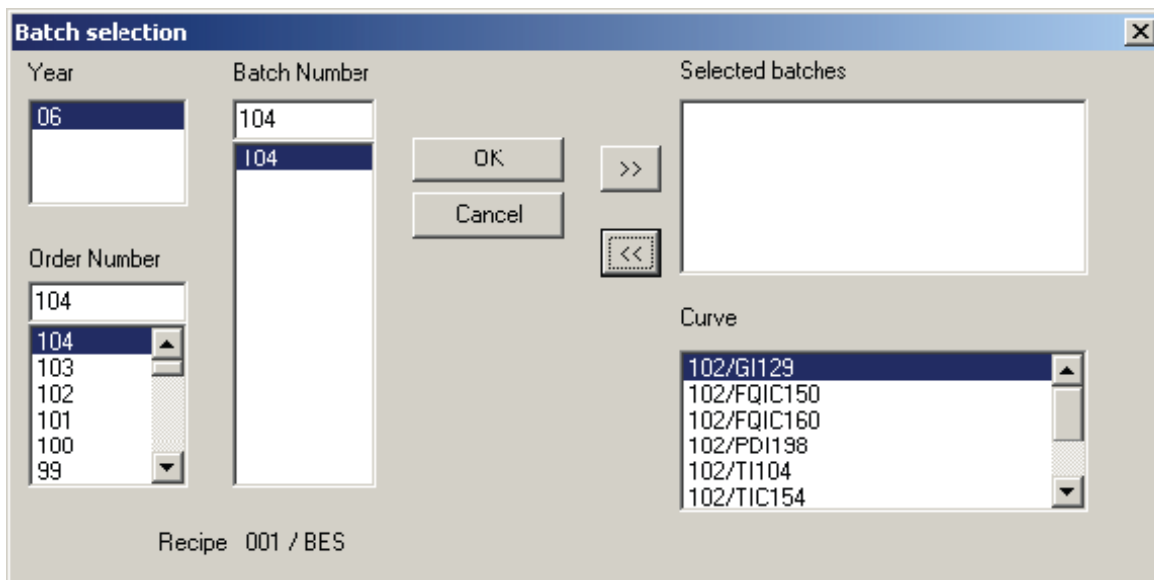 Batch selection
Year
06
Batch Number
104
104
OK
Cancel
>>
<<
Selected batches
Order Number
104
104
103
102
101
100
99
Curve
102/GI129
102/FQIC150
102/FQIC160
102/PDI198
102/TI104
102/TIC154
Recipe 001 / BES